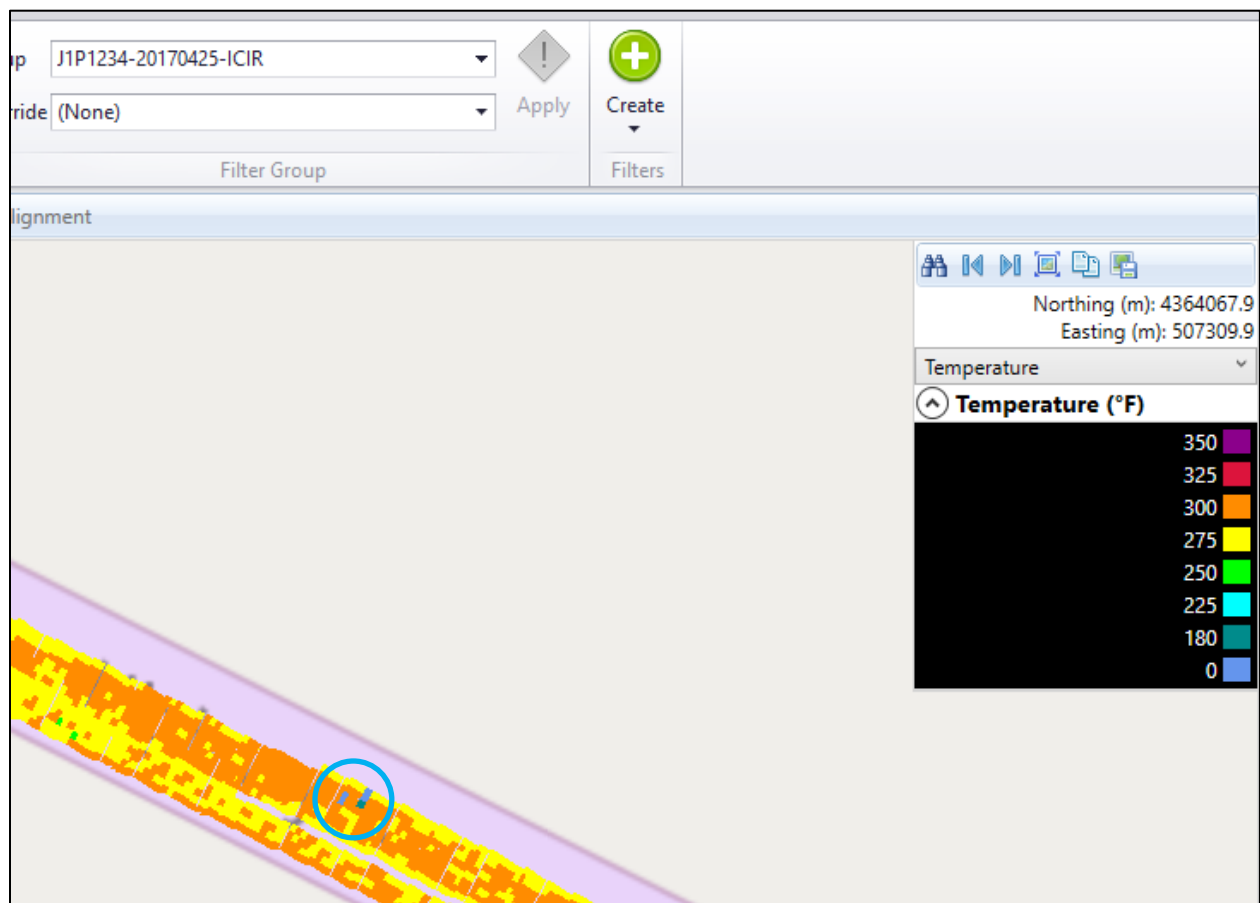 up J1P1234-20170425-ICIR
rride (None)
Apply
Create
Filter Group
Filters
lignment
Northing (m): 4364067.9
Easting (m): 507309.9
Temperature
Temperature (°F)
350
325
300
275
250
225
180
0